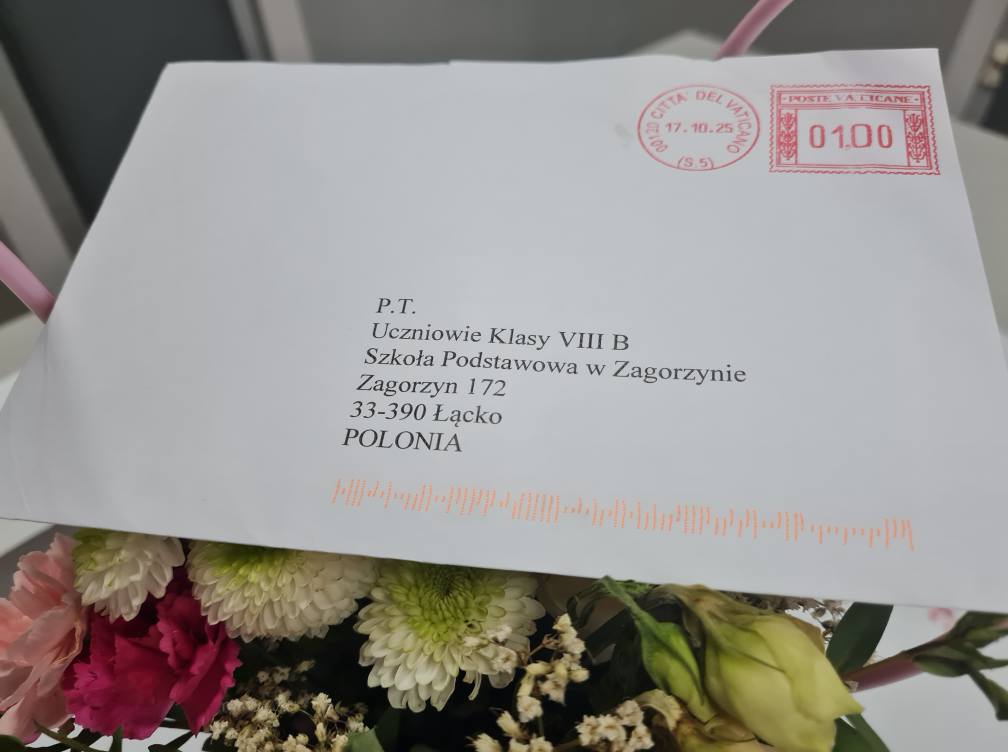 00120 CITTA' DEL VATICANO
17.10.25
(S.5)
· POSTE VATICANE ·
01,00
P.T.
Uczniowie Klasy VIII B
Szkoła Podstawowa w Zagorzynie
Zagorzyn 172
33-390 Łącko
POLONIA